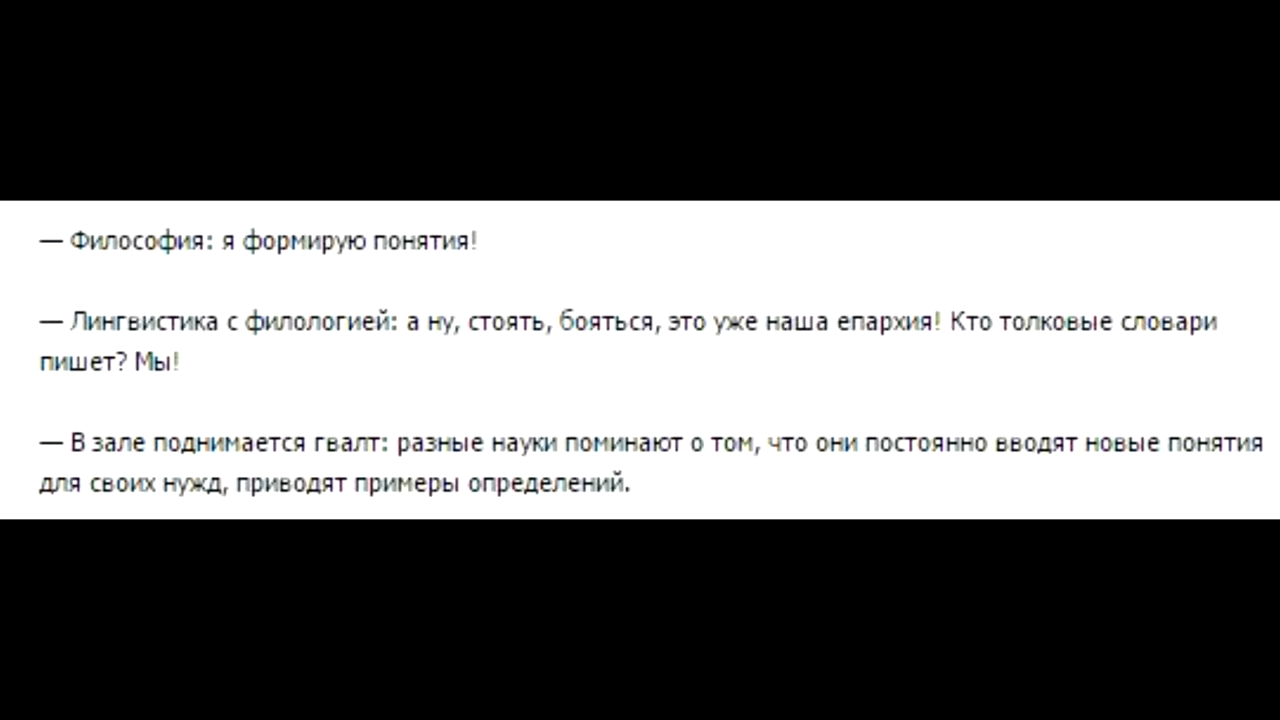 — Философия: я формирую понятия!
— Лингвистика с филологией: а ну, стоять, бояться, это уже наша епархия! Кто толковые словари
пишет? Мы!
— В зале поднимается гвалт: разные науки поминают о том, что они постоянно вводят новые понятия
для своих нужд, приводят примеры определений.